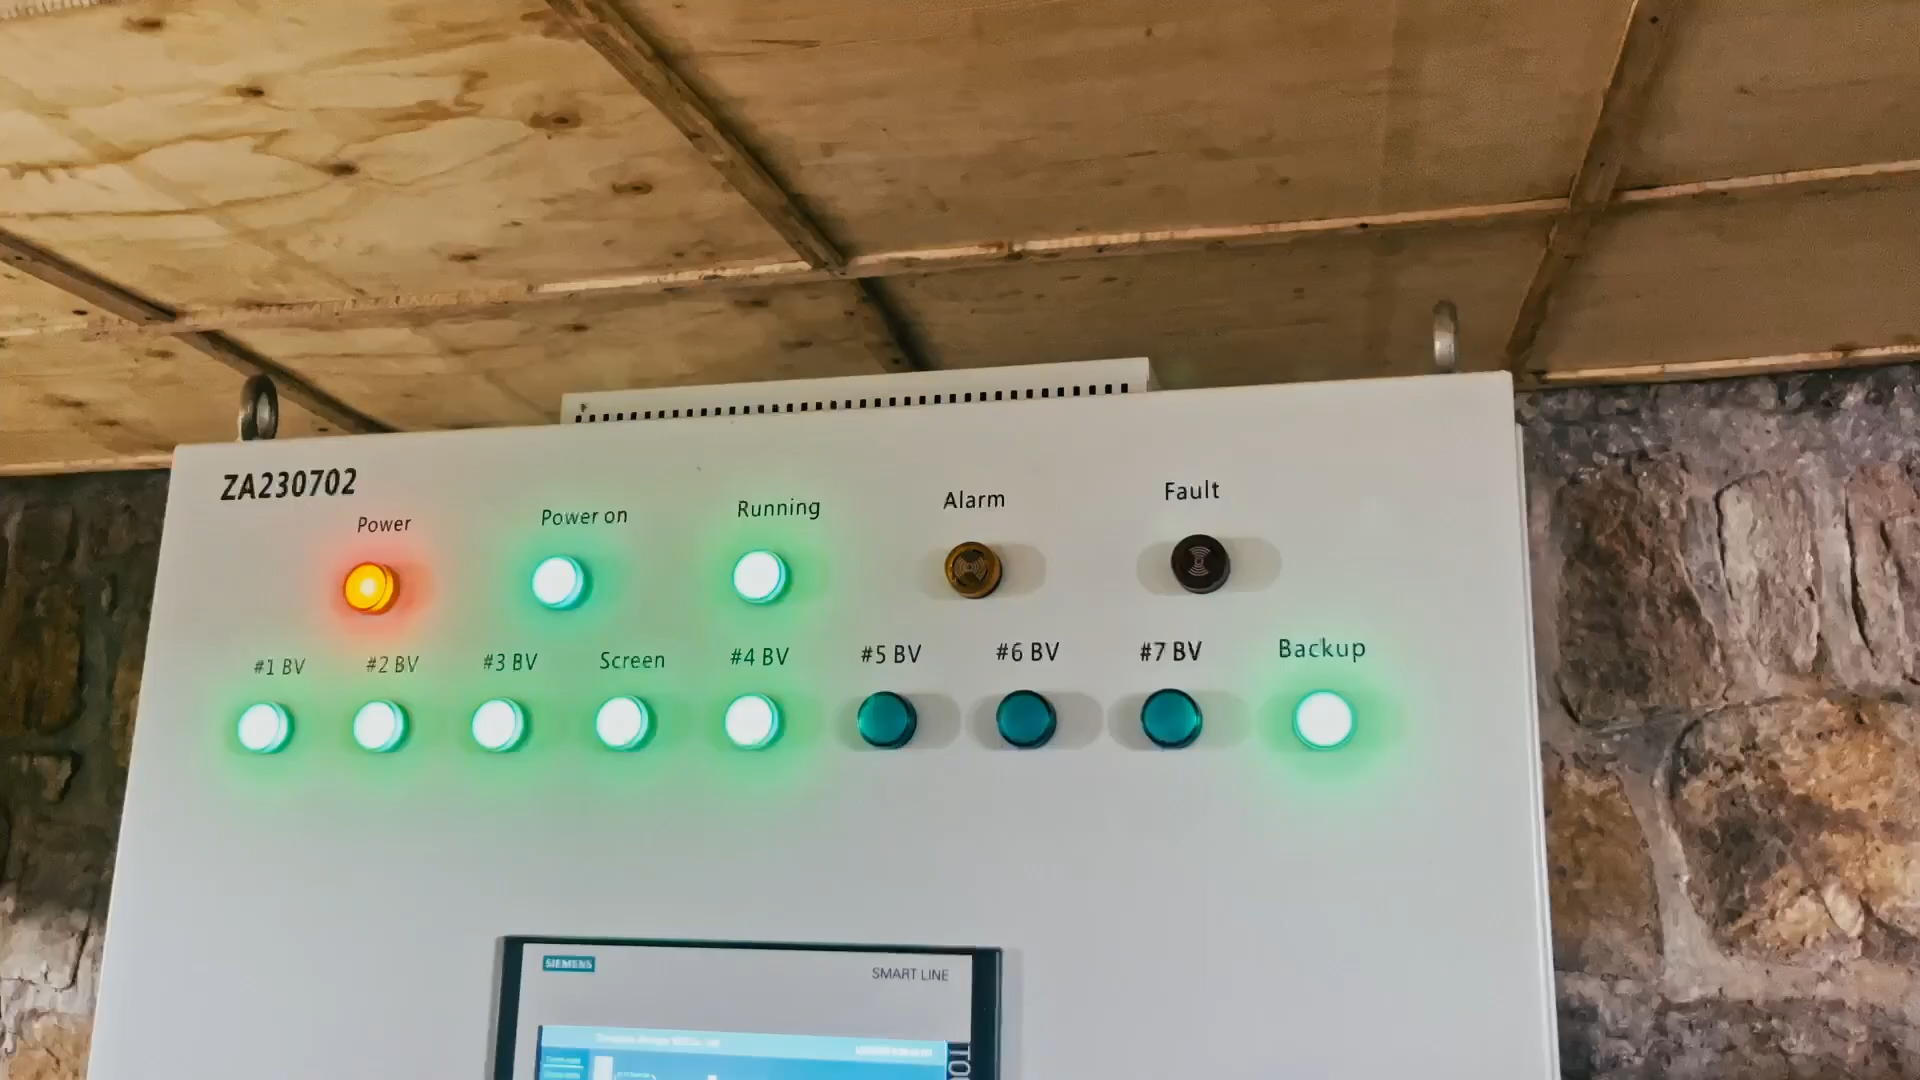 ZA230702
Power
Power on
Running
Alarm
Fault
#1 BV
#2 BV
#3 BV
Screen
#4 BV
#5 BV
#6 BV
#7 BV
Backup
SIEMENS
SMART LINE